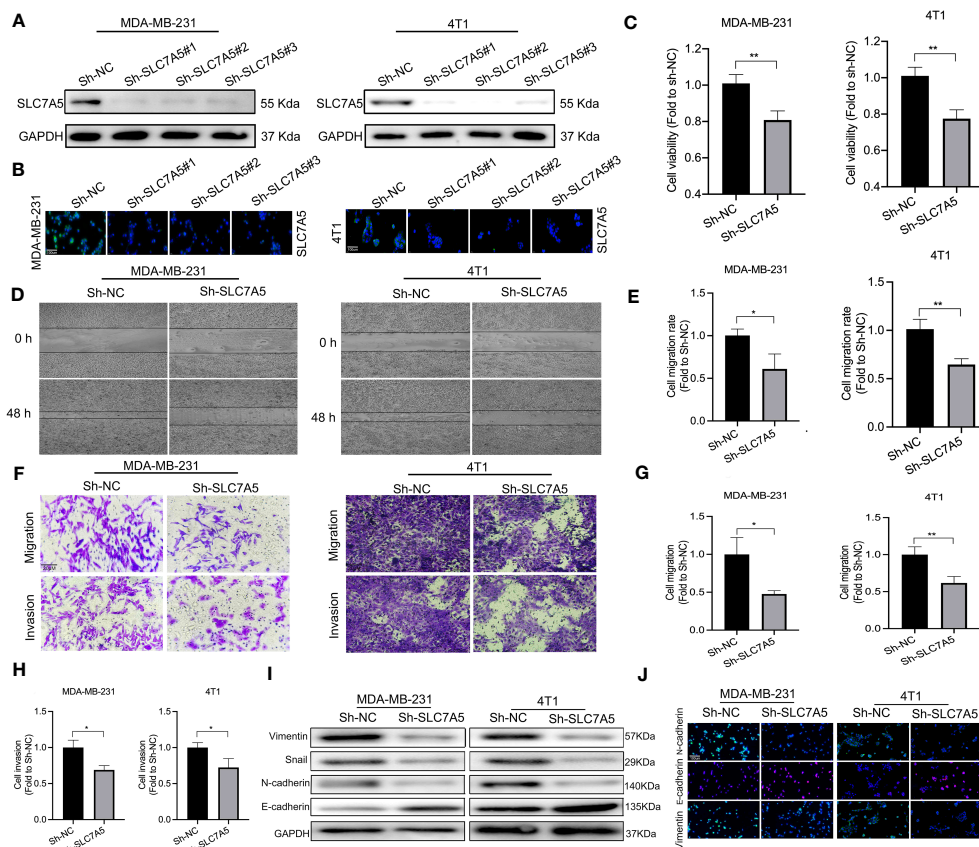 A
MDA-MB-231
4T1
Sh-NC Sh-SLC7A5#1 Sh-SLC7A5#2 Sh-SLC7A5#3
Sh-NC Sh-SLC7A5#1 Sh-SLC7A5#2 Sh-SLC7A5#3
SLC7A5 55 Kda
SLC7A5 55 Kda
GAPDH 37 Kda
GAPDH 37 Kda
B
Sh-NC Sh-SLC7A5#1 Sh-SLC7A5#2 Sh-SLC7A5#3
Sh-NC Sh-SLC7A5#1 Sh-SLC7A5#2 Sh-SLC7A5#3
MDA-MB-231
SLC7A5
4T1
SLC7A5
C
MDA-MB-231
Cell viability (Fold to sh-NC)
1.2
1.0
0.8
0.6
0.4
**
Sh-NC
Sh-SLC7A5
4T1
Cell viability (Fold to sh-NC)
1.2
1.0
0.8
0.6
0.4
**
Sh-NC
Sh-SLC7A5
D
MDA-MB-231
Sh-NC Sh-SLC7A5
0 h
48 h
4T1
Sh-NC Sh-SLC7A5
0 h
48 h
E
MDA-MB-231
Cell migration rate
(Fold to Sh-NC)
1.5
1.0
0.5
0.0
*
Sh-NC
Sh-SLC7A5
4T1
Cell migration rate
(Fold to Sh-NC)
1.5
1.0
0.5
0.0
**
Sh-NC
Sh-SLC7A5
F
MDA-MB-231
Sh-NC Sh-SLC7A5
Migration
Invasion
4T1
Sh-NC Sh-SLC7A5
Migration
Invasion
G
MDA-MB-231
Cell migration
(Fold to Sh-NC)
1.5
1.0
0.5
0.0
*
Sh-NC
Sh-SLC7A5
4T1
Cell migration
(Fold to Sh-NC)
1.5
1.0
0.5
0.0
**
Sh-NC
Sh-SLC7A5
H
MDA-MB-231
Cell invasion
(Fold to Sh-NC)
1.5
1.0
0.5
0.0
*
Sh-NC
Sh-SLC7A5
4T1
Cell invasion
(Fold to Sh-NC)
1.5
1.0
0.5
0.0
*
Sh-NC
Sh-SLC7A5
I
MDA-MB-231 4T1
Sh-NC Sh-SLC7A5 Sh-NC Sh-SLC7A5
Vimentin 57KDa
Snail 29KDa
N-cadherin 140KDa
E-cadherin 135KDa
GAPDH 37KDa
J
MDA-MB-231 4T1
Sh-NC Sh-SLC7A5 Sh-NC Sh-SLC7A5
N-cadherin
E-cadherin
Vimentin